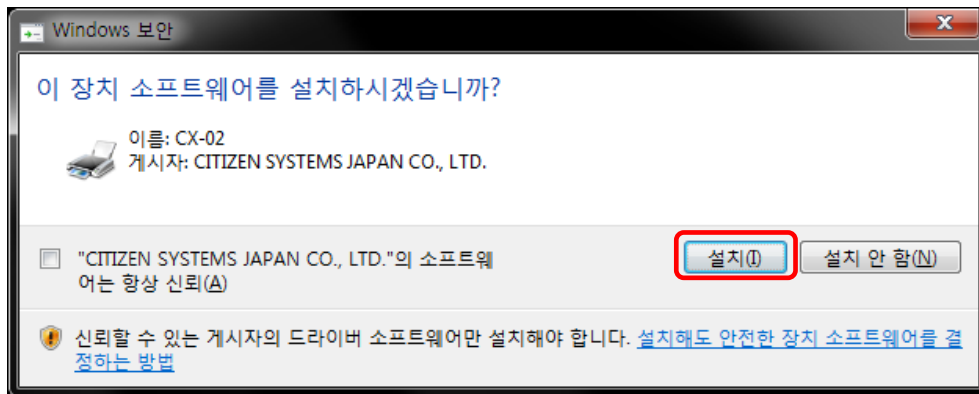 Windows 보안
이 장치 소프트웨어를 설치하시겠습니까?
이름: CX-02
게시자: CITIZEN SYSTEMS JAPAN CO., LTD.
"CITIZEN SYSTEMS JAPAN CO., LTD."의 소프트웨
어는 항상 신뢰(A)
설치(I)
설치 안 함(N)
신뢰할 수 있는 게시자의 드라이버 소프트웨어만 설치해야 합니다. 설치해도 안전한 장치 소프트웨어를 결
정하는 방법